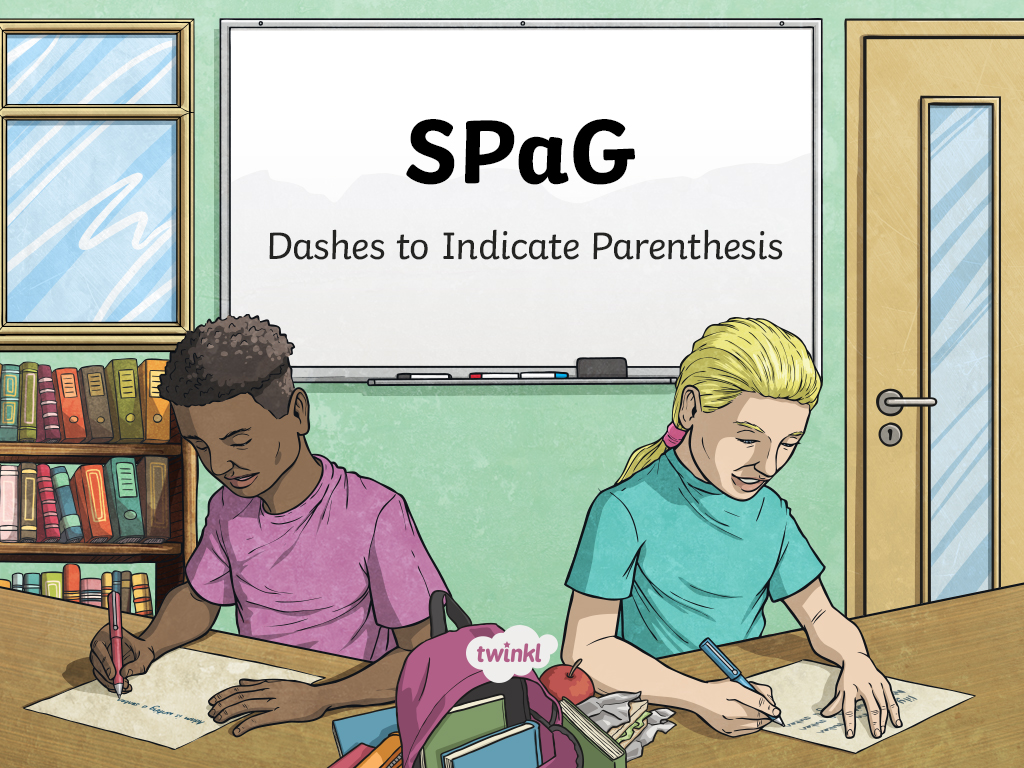 SPaG
Dashes to Indicate Parenthesis
twinkl